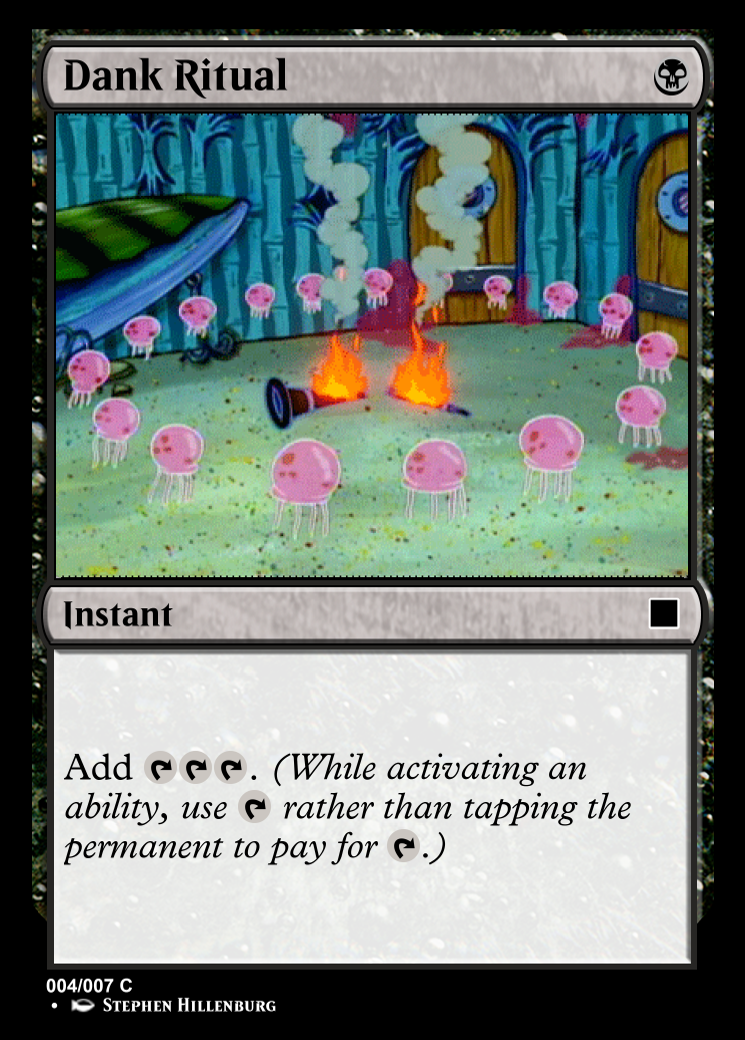 Dank Ritual
Instant
Add . (While activating an
ability, use rather than tapping the
permanent to pay for .)
004/007 C
• Stephen Hillenburg